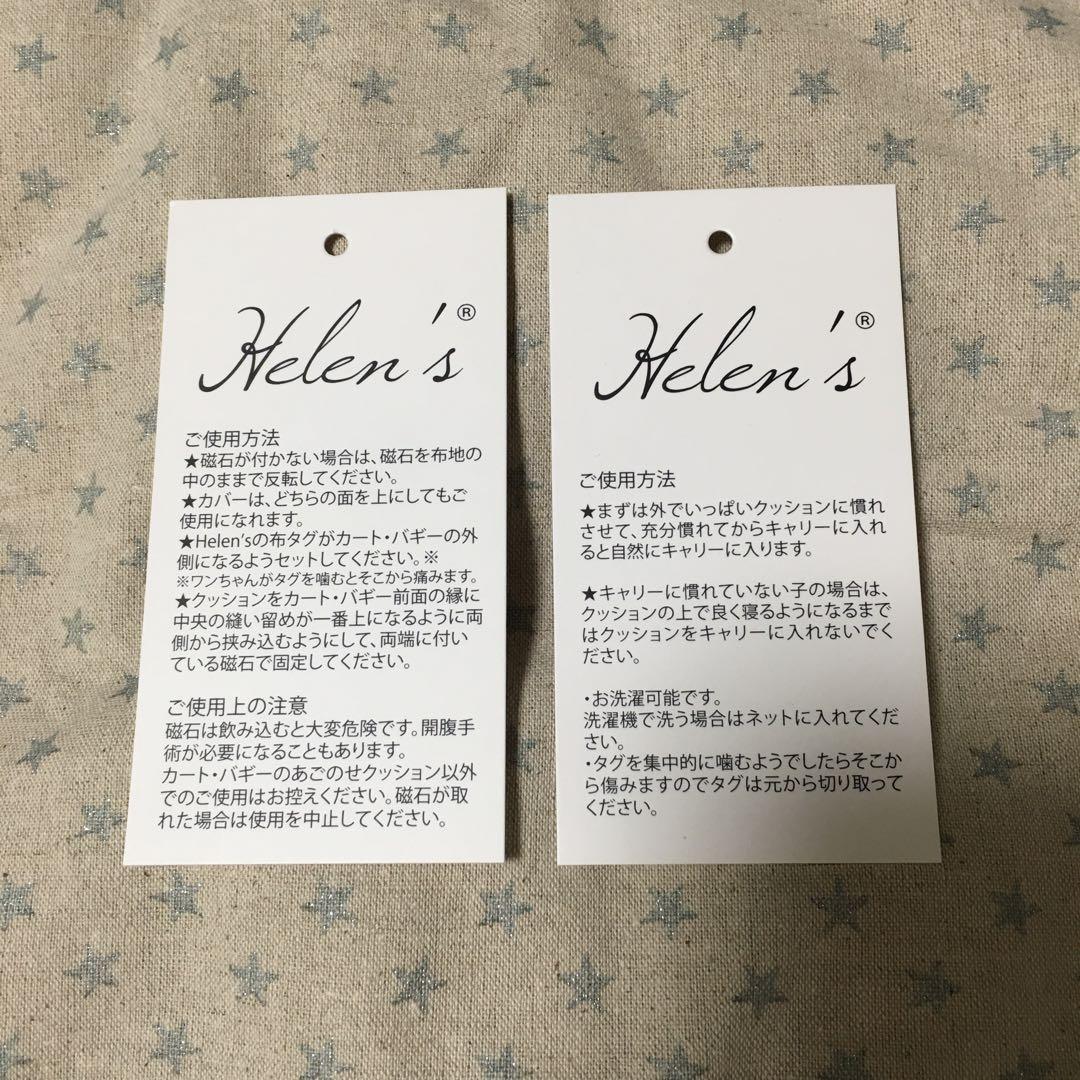 Helen's®
ご使用方法
★磁石が付かない場合は、磁石を布地の
中のままで反転してください。
★カバーは、どちらの面を上にしてもご
使用になれます。
★Helen'sの布タグがカート・バギーの外
側になるようセットしてください。※
※ワンちゃんがタグを噛むとそこから痛みます。
★クッションをカート・バギー前面の縁に
中央の縫い留めが一番上になるように両
側から挟み込むようにして、両端に付い
ている磁石で固定してください。
ご使用上の注意
磁石は飲み込むと大変危険です。開腹手
術が必要になることもあります。
カート・バギーのあごのせクッション以外
でのご使用はお控えください。磁石が取
れた場合は使用を中止してください。
Helen's®
ご使用方法
★まずは外でいっぱいクッションに慣れ
させて、充分慣れてからキャリーに入れ
ると自然にキャリーに入ります。
★キャリーに慣れていない子の場合は、
クッションの上で良く寝るようになるまで
はクッションをキャリーに入れないでく
ださい。
・お洗濯可能です。
洗濯機で洗う場合はネットに入れてくだ
さい。
・タグを集中的に噛むようでしたらそこか
ら傷みますのでタグは元から切り取って
ください。